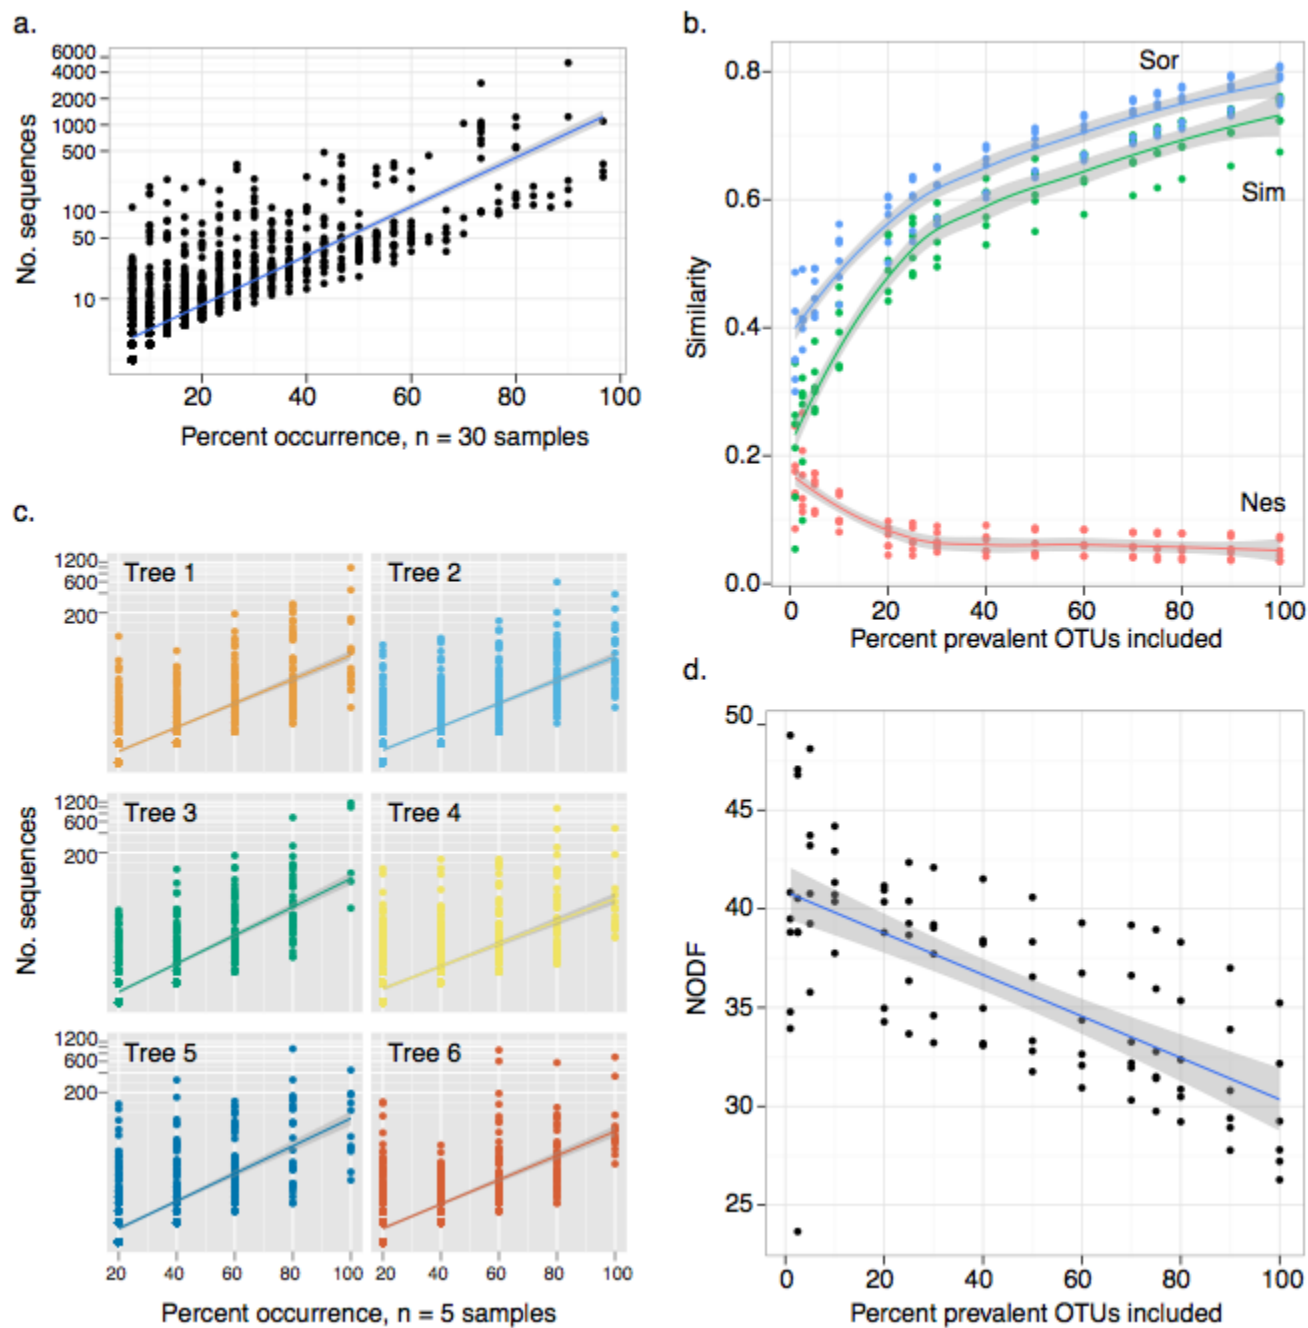 a.
6000
4000
2000
1000
500
100
50
10
No. sequences
20 40 60 80 100
Percent occurrence, n = 30 samples
b.
Sor
Sim
Nes
0.8
0.6
0.4
0.2
0.0
Similarity
0 20 40 60 80 100
Percent prevalent OTUs included
c.
Tree 1
Tree 2
1200
600
200
Tree 3
Tree 4
1200
600
200
Tree 5
Tree 6
1200
600
200
No. sequences
20 40 60 80 100 20 40 60 80 100
Percent occurrence, n = 5 samples
d.
50
45
40
35
30
25
NODF
0 20 40 60 80 100
Percent prevalent OTUs included